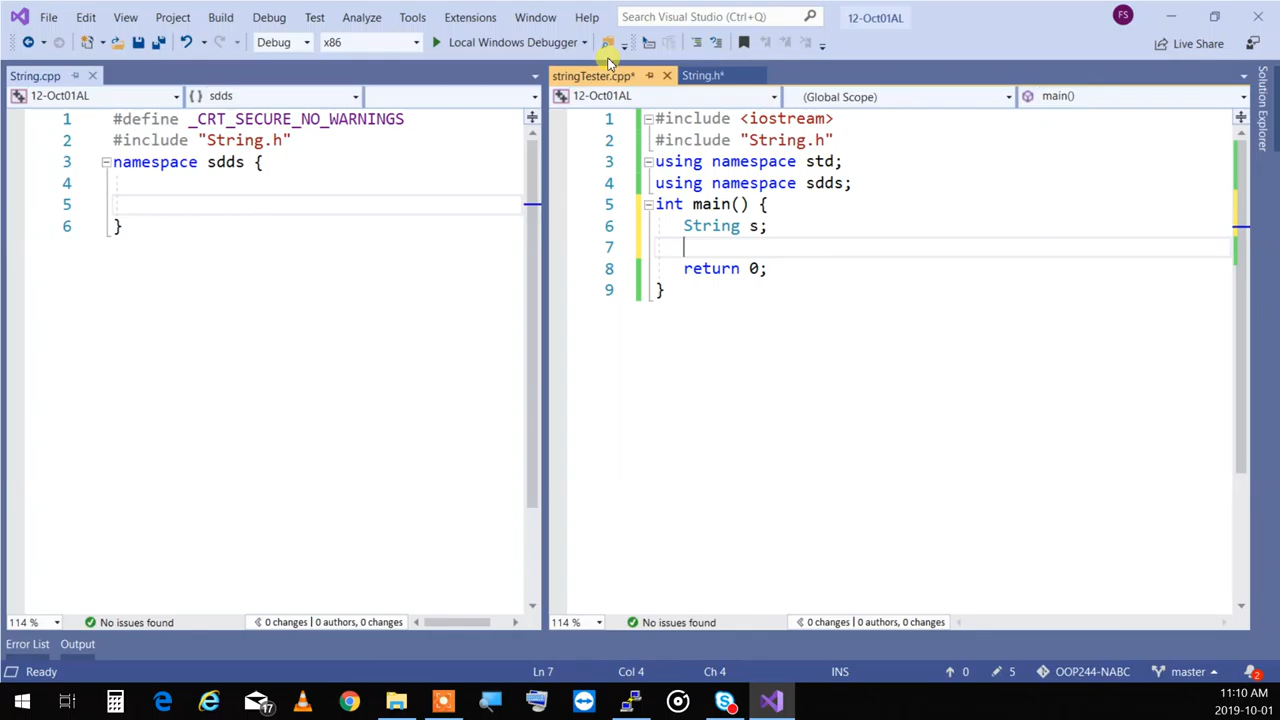 File Edit View Project Build Debug Test Analyze Tools Extensions Window Help Search Visual Studio (Ctrl+Q) 12-Oct01AL FS
Debug x86 Local Windows Debugger Live Share
String.cpp stringTester.cpp* String.h*
12-Oct01AL sdds 12-Oct01AL (Global Scope) main()
1 #define _CRT_SECURE_NO_WARNINGS
2 #include "String.h"
3 namespace sdds {
4
5
6 }
1 #include <iostream>
2 #include "String.h"
3 using namespace std;
4 using namespace sdds;
5 int main() {
6 String s;
7
8 return 0;
9 }
Solution Explorer
114 % No issues found 0 changes | 0 authors, 0 changes
114 % No issues found 0 changes | 0 authors, 0 changes
Error List Output
Ready Ln 7 Col 4 Ch 4 INS 0 5 OOP244-NABC master 2
17
11:10 AM
2019-10-01